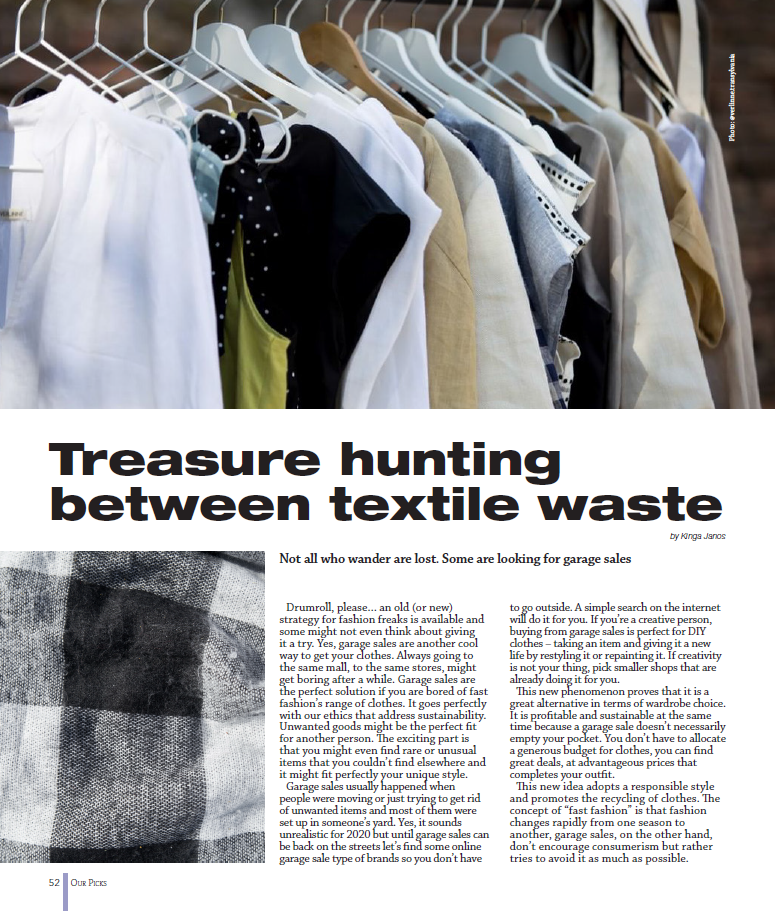 Photo: @verlinne.transylvania
Treasure hunting
between textile waste
by Kinga Janos
Not all who wander are lost. Some are looking for garage sales
Drumroll, please... an old (or new)
strategy for fashion freaks is available and
some might not even think about giving
it a try. Yes, garage sales are another cool
way to get your clothes. Always going to
the same mall, to the same stores, might
get boring after a while. Garage sales are
the perfect solution if you are bored of fast
fashion's range of clothes. It goes perfectly
with our ethics that address sustainability.
Unwanted goods might be the perfect fit
for another person. The exciting part is
that you might even find rare or unusual
items that you couldn't find elsewhere and
it might fit perfectly your unique style.
Garage sales usually happened when
people were moving or just trying to get rid
of unwanted items and most of them were
set up in someone's yard. Yes, it sounds
unrealistic for 2020 but until garage sales can
be back on the streets let's find some online
garage sale type of brands so you don't have
to go outside. A simple search on the internet
will do it for you. If you're a creative person,
buying from garage sales is perfect for DIY
clothes – taking an item and giving it a new
life by restyling it or repainting it. If creativity
is not your thing, pick smaller shops that are
already doing it for you.
This new phenomenon proves that it is a
great alternative in terms of wardrobe choice.
It is profitable and sustainable at the same
time because a garage sale doesn't necessarily
empty your pocket. You don't have to allocate
a generous budget for clothes, you can find
great deals, at advantageous prices that
completes your outfit.
This new idea adopts a responsible style
and promotes the recycling of clothes. The
concept of "fast fashion" is that fashion
changes rapidly from one season to
another, garage sales, on the other hand,
don't encourage consumerism but rather
tries to avoid it as much as possible.
52 Our Picks